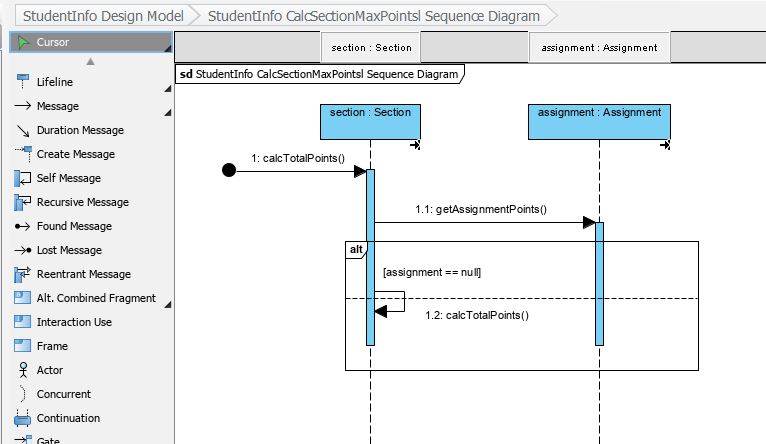 StudentInfo Design Model
StudentInfo CalcSectionMaxPointsl Sequence Diagram
Cursor
Lifeline
Message
Duration Message
Create Message
Self Message
Recursive Message
Found Message
Lost Message
Reentrant Message
Alt. Combined Fragment
Interaction Use
Frame
Actor
Concurrent
Continuation
Gate
section : Section
assignment : Assignment
sd StudentInfo CalcSectionMaxPointsl Sequence Diagram
section : Section
assignment : Assignment
1: calcTotalPoints()
1.1: getAssignmentPoints()
alt
[assignment == null]
1.2: calcTotalPoints()